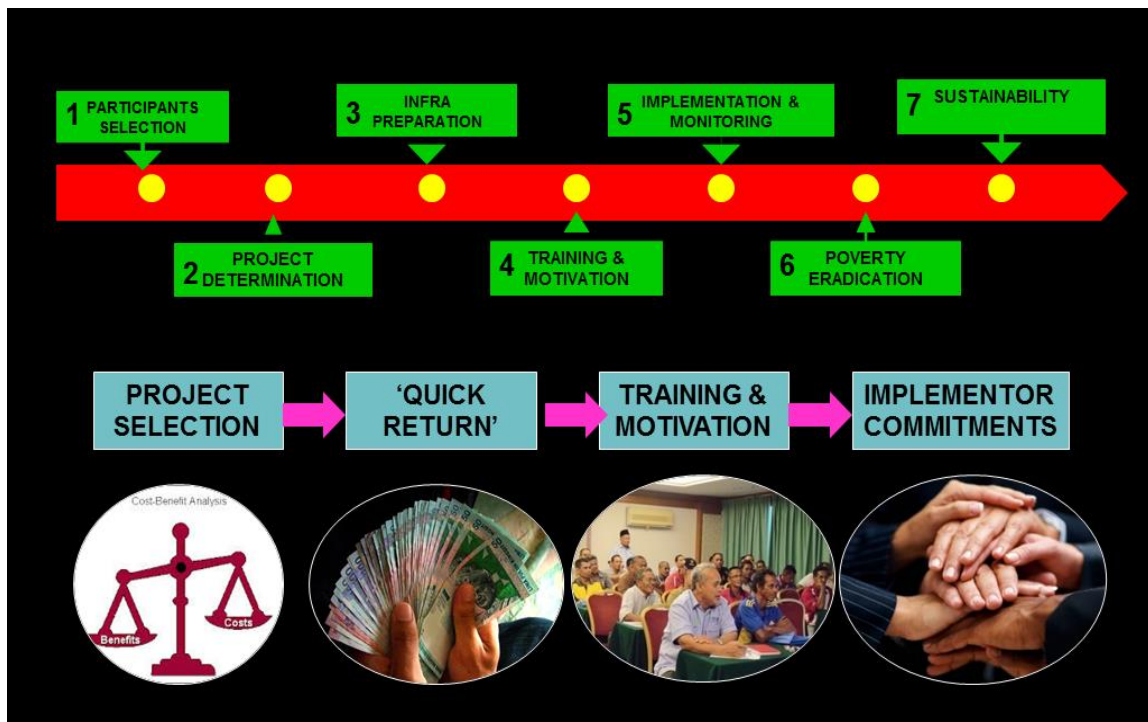 1 PARTICIPANTS
SELECTION
3 INFRA
PREPARATION
5 IMPLEMENTATION &
MONITORING
7 SUSTAINABILITY
2 PROJECT
DETERMINATION
4 TRAINING &
MOTIVATION
6 POVERTY
ERADICATION
PROJECT
SELECTION
‘QUICK
RETURN’
TRAINING &
MOTIVATION
IMPLEMENTOR
COMMITMENTS
Cost-Benefit Analysis
Benefits
Costs